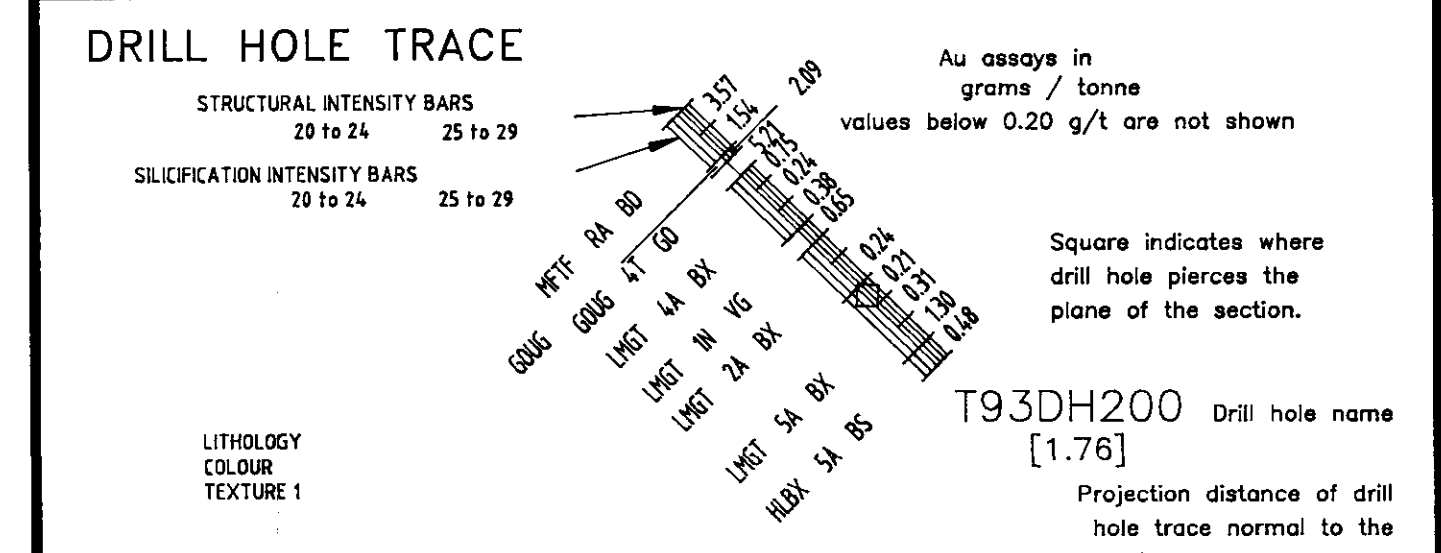 DRILL HOLE TRACE
STRUCTURAL INTENSITY BARS
20 to 24 25 to 29
SILICIFICATION INTENSITY BARS
20 to 24 25 to 29
3.57
1.54
2.09
5.21
0.75
0.24
0.38
0.65
0.24
0.21
0.31
1.30
0.48
Au assays in
grams / tonne
values below 0.20 g/t are not shown
MFTF RA BD
GOUG GOUG 4T GO
LMGT 4A BX
LMGT 1N VG
LMGT 2A BX
LMGT 5A BX
HLBX 5A BS
Square indicates where
drill hole pierces the
plane of the section.
LITHOLOGY
COLOUR
TEXTURE 1
T93DH200 Drill hole name
[1.76]
Projection distance of drill
hole trace normal to the